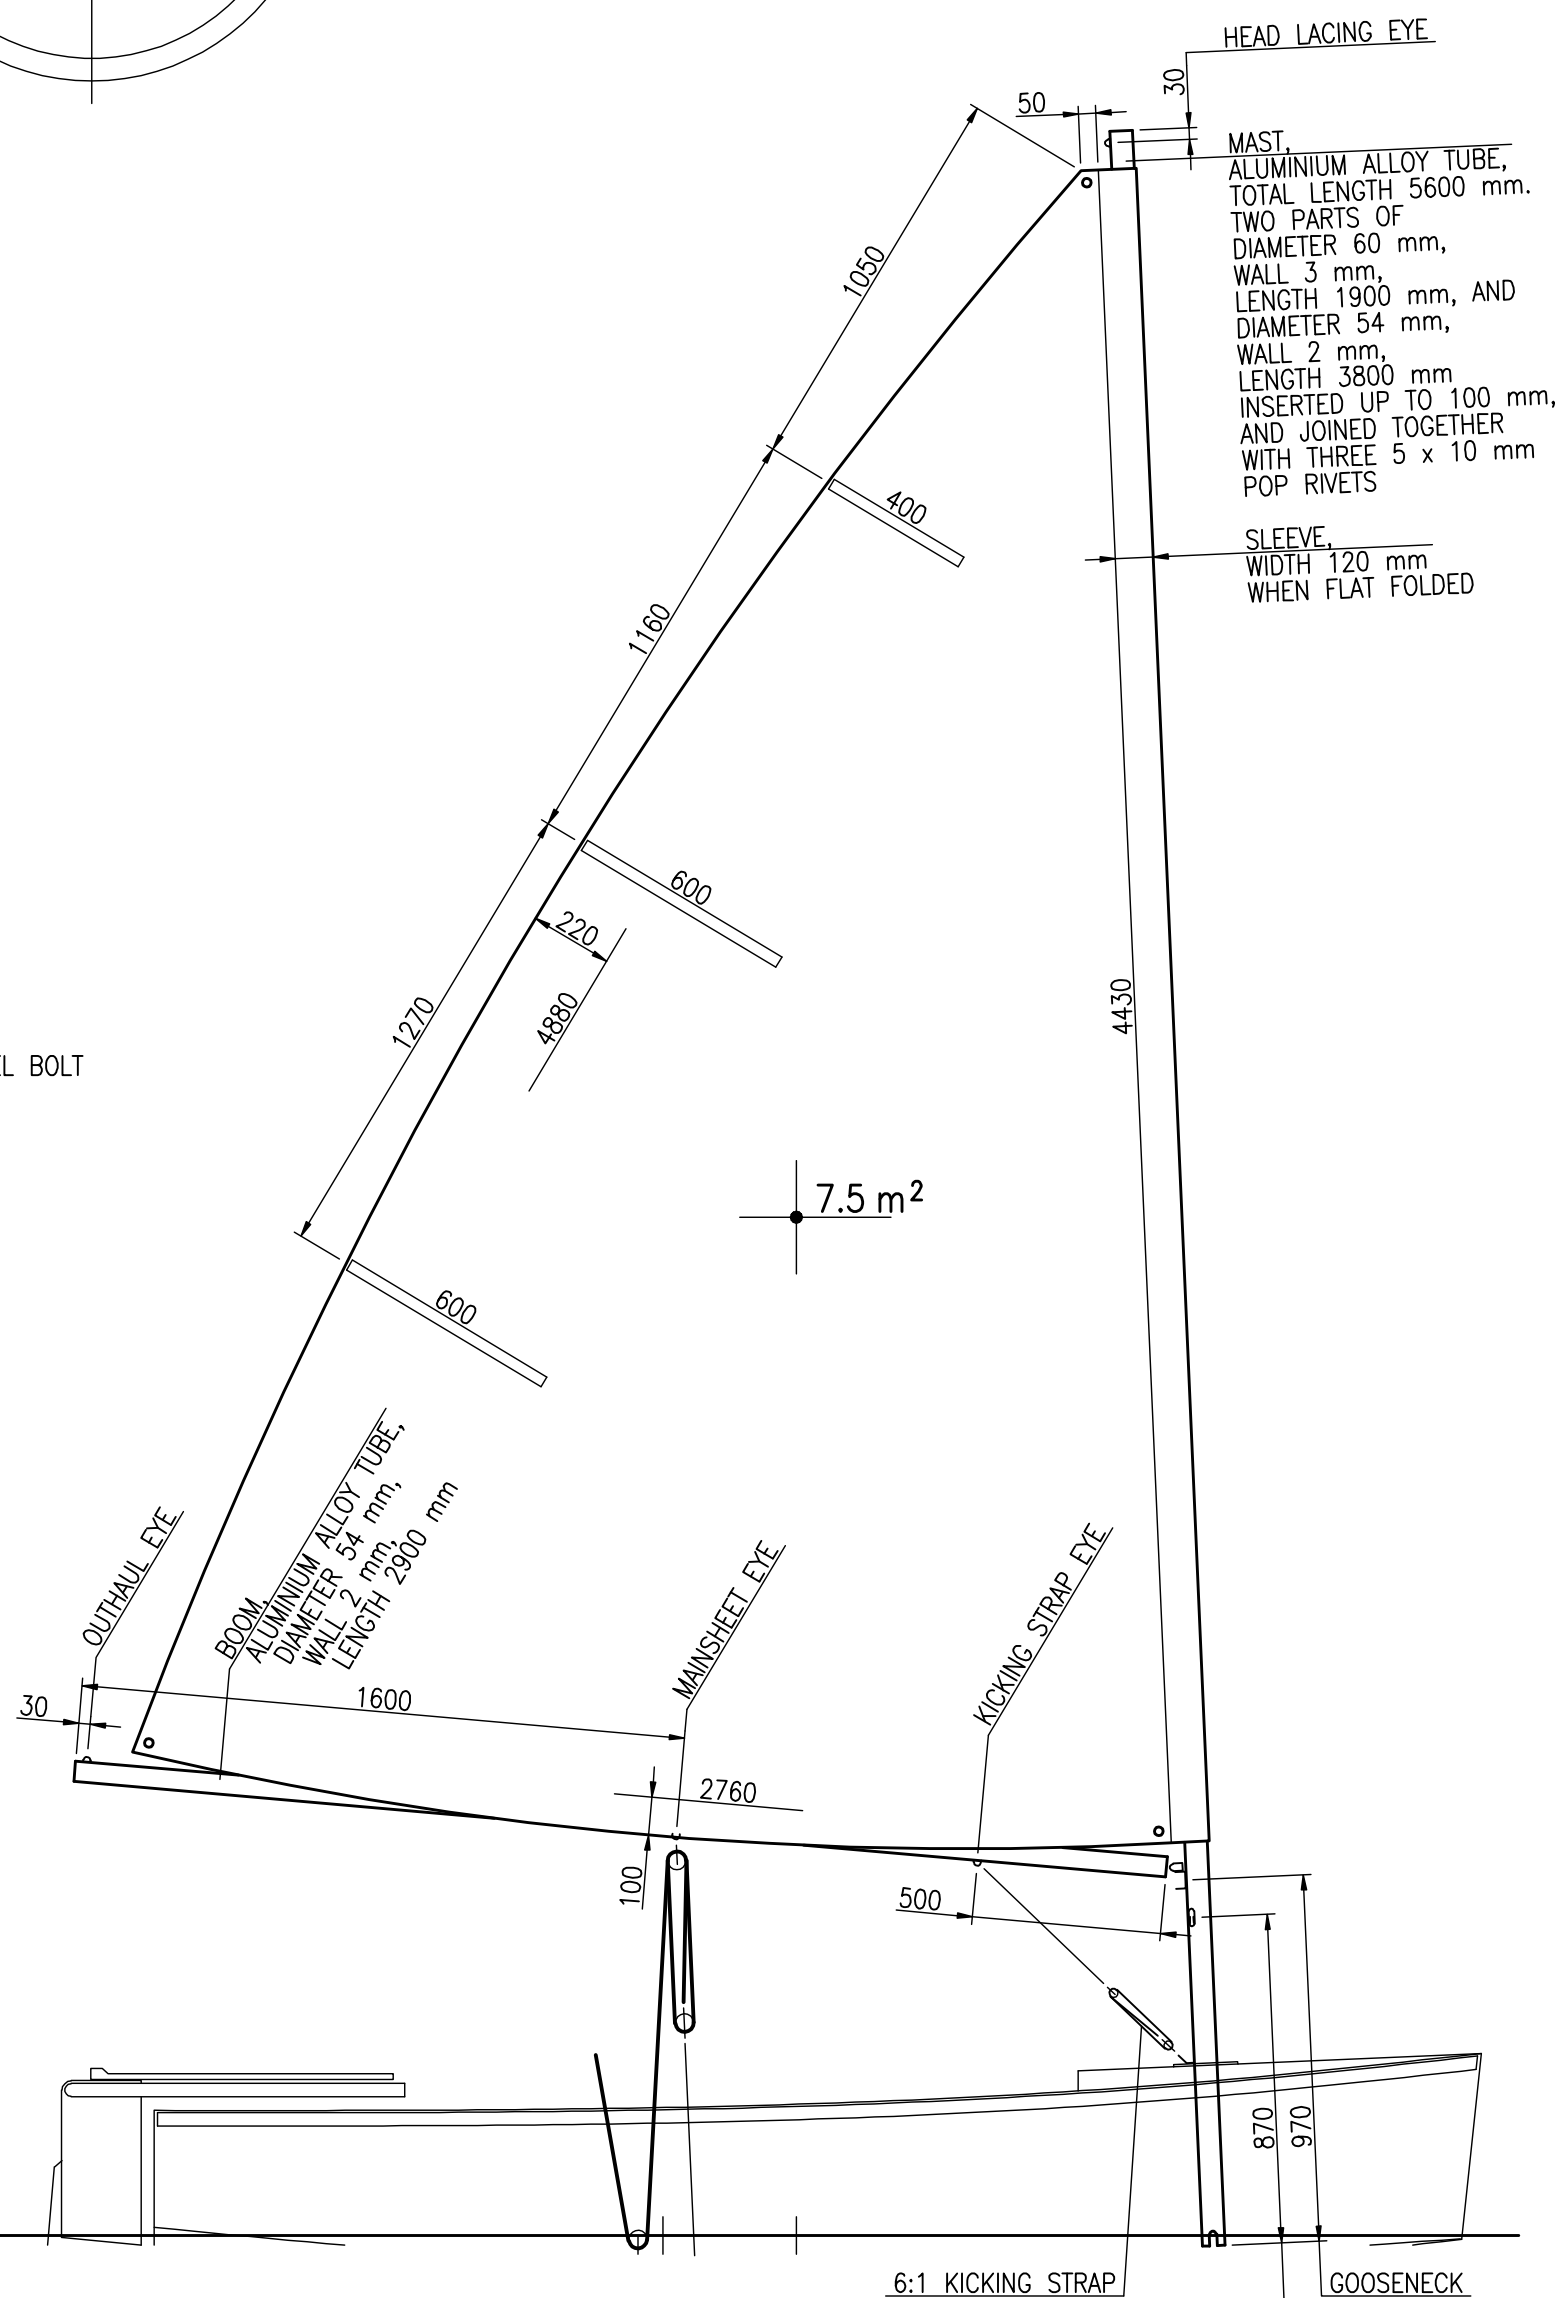 HEAD LACING EYE
30
50
MAST,
ALUMINIUM ALLOY TUBE,
TOTAL LENGTH 5600 mm.
TWO PARTS OF
DIAMETER 60 mm,
WALL 3 mm,
LENGTH 1900 mm, AND
DIAMETER 54 mm,
WALL 2 mm,
LENGTH 3800 mm
INSERTED UP TO 100 mm,
AND JOINED TOGETHER
WITH THREE 5 x 10 mm
POP RIVETS
SLEEVE,
WIDTH 120 mm
WHEN FLAT FOLDED
1050
400
1160
600
220
4880
1270
4430
L BOLT
7.5 m²
600
OUTHAUL EYE
BOOM,
ALUMINIUM ALLOY TUBE,
DIAMETER 54 mm,
WALL 2 mm,
LENGTH 2900 mm
MAINSHEET EYE
KICKING STRAP EYE
30
1600
2760
100
500
870
970
6:1 KICKING STRAP
GOOSENECK